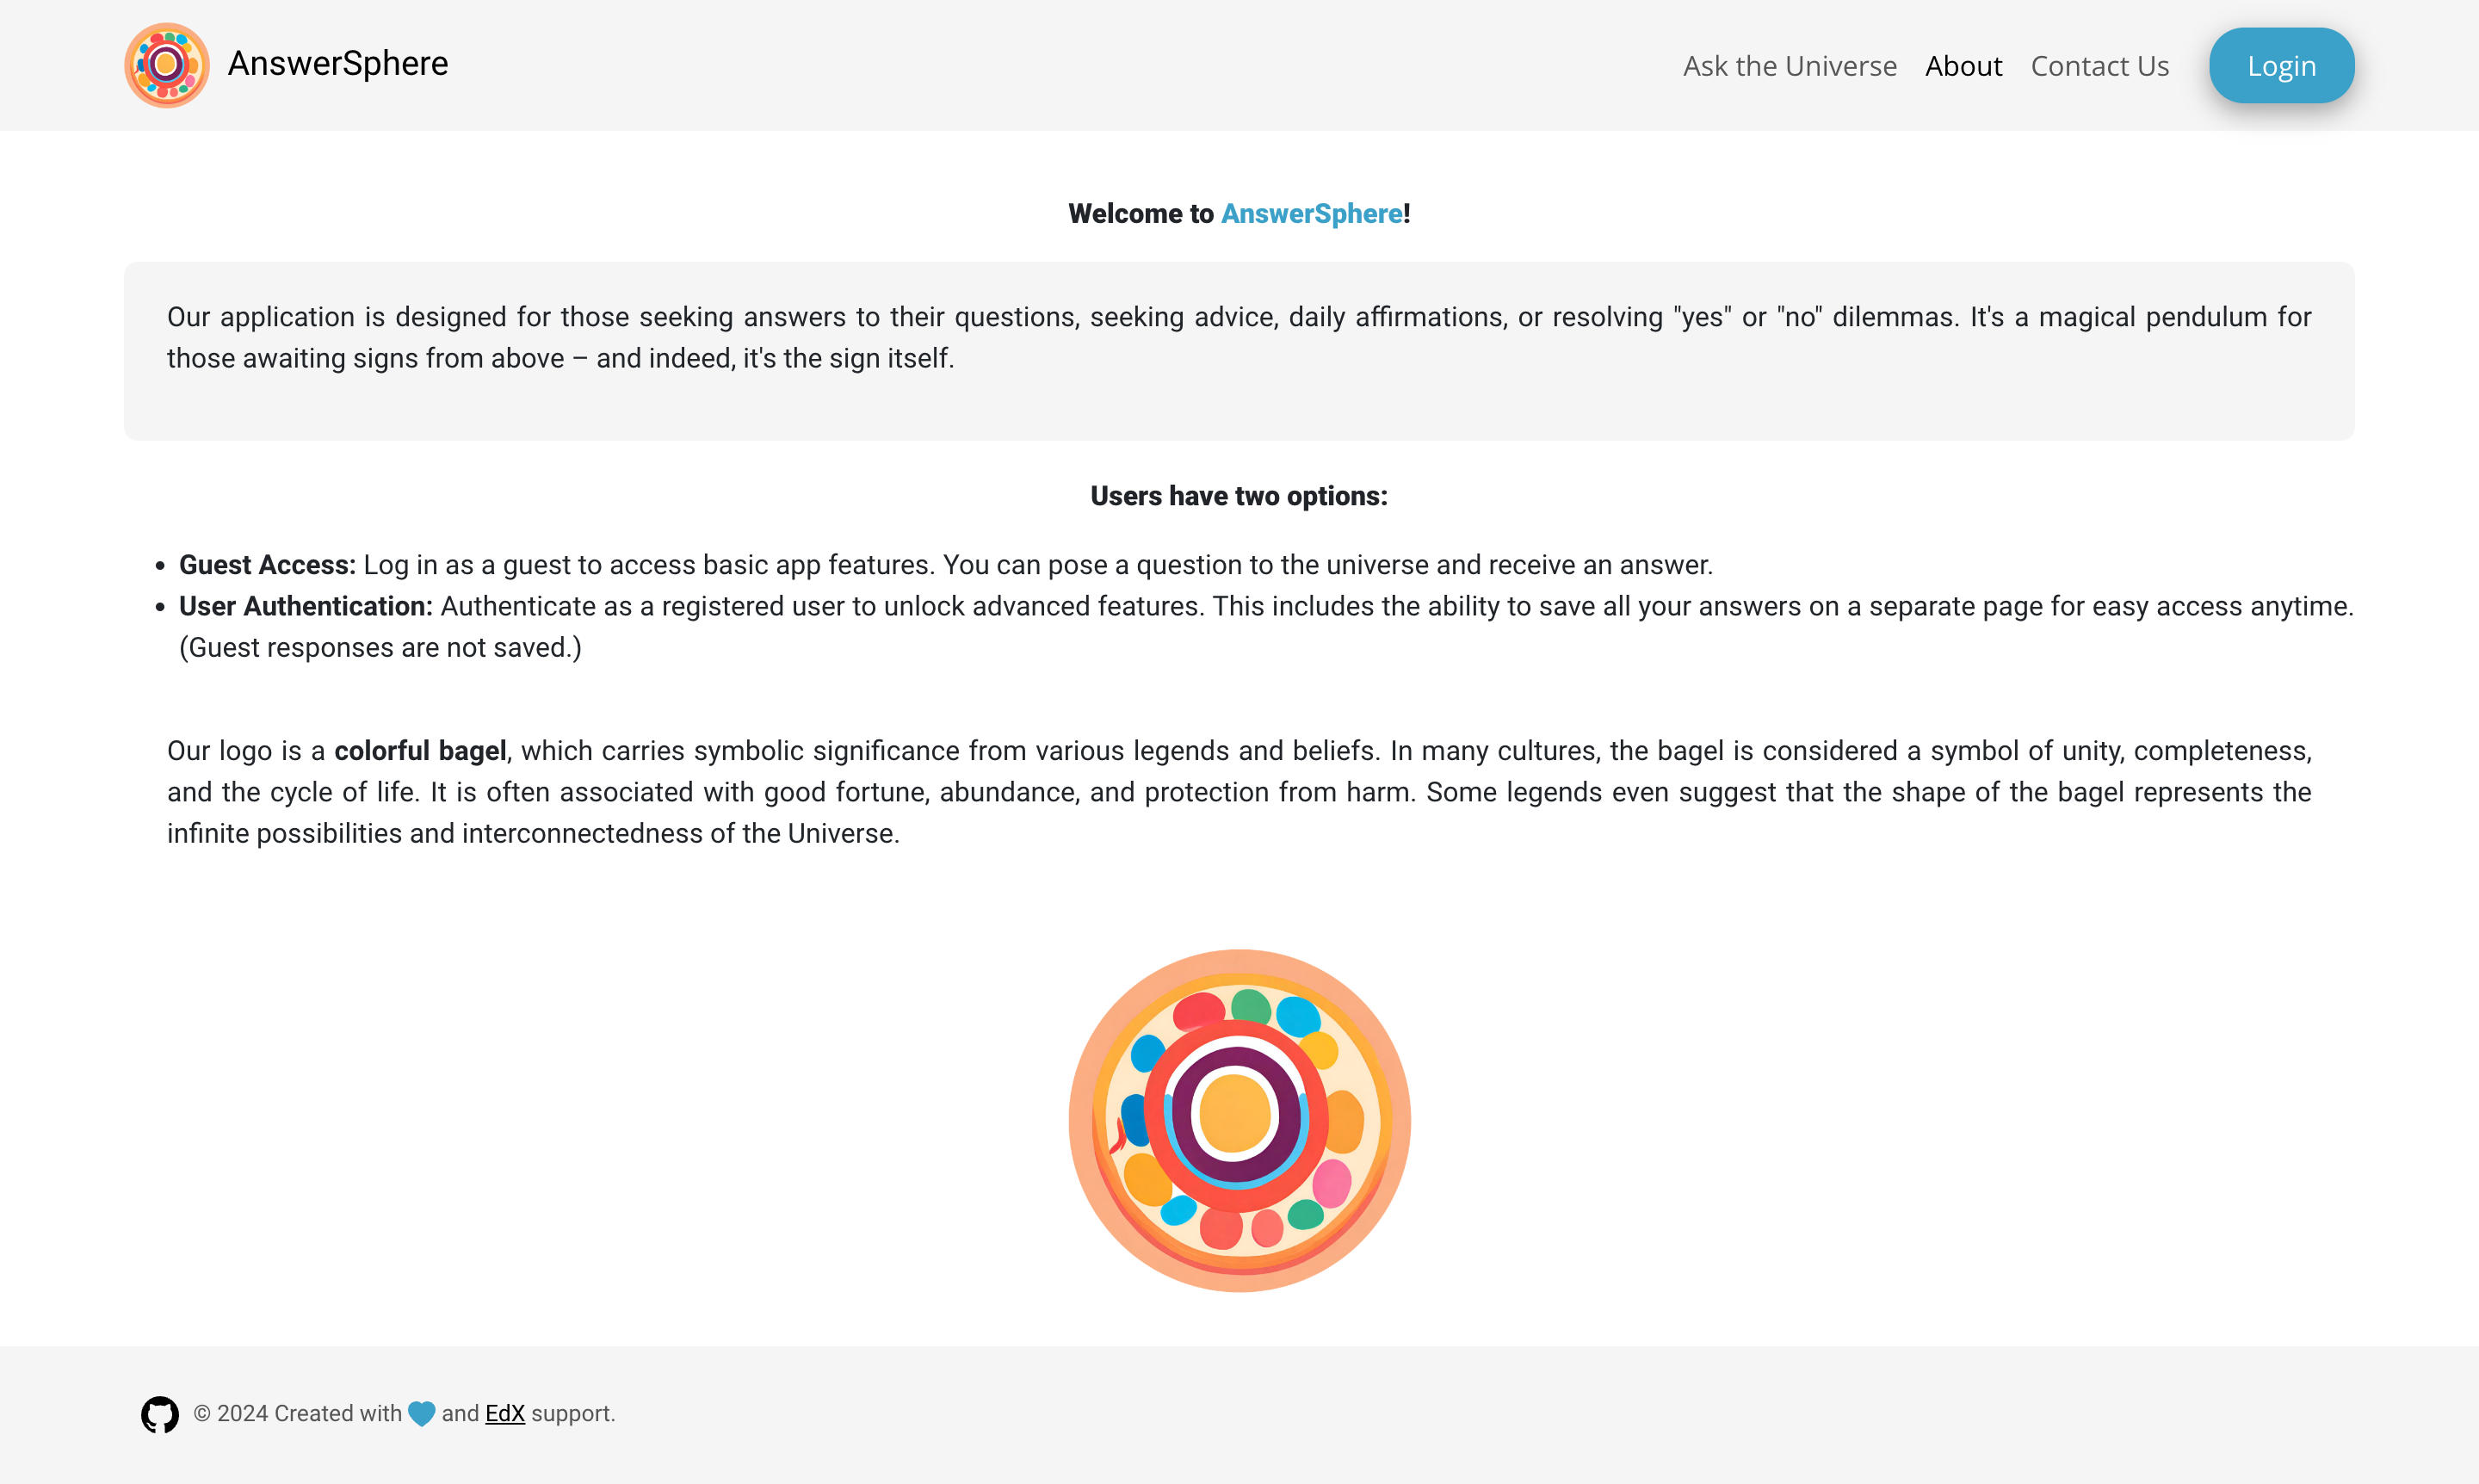 AnswerSphere
Ask the Universe
About
Contact Us
Login
Welcome to AnswerSphere!
Our application is designed for those seeking answers to their questions, seeking advice, daily affirmations, or resolving "yes" or "no" dilemmas. It's a magical pendulum for
those awaiting signs from above – and indeed, it's the sign itself.
Users have two options:
• Guest Access: Log in as a guest to access basic app features. You can pose a question to the universe and receive an answer.
• User Authentication: Authenticate as a registered user to unlock advanced features. This includes the ability to save all your answers on a separate page for easy access anytime.
(Guest responses are not saved.)
Our logo is a colorful bagel, which carries symbolic significance from various legends and beliefs. In many cultures, the bagel is considered a symbol of unity, completeness,
and the cycle of life. It is often associated with good fortune, abundance, and protection from harm. Some legends even suggest that the shape of the bagel represents the
infinite possibilities and interconnectedness of the Universe.
© 2024 Created with and EdX support.